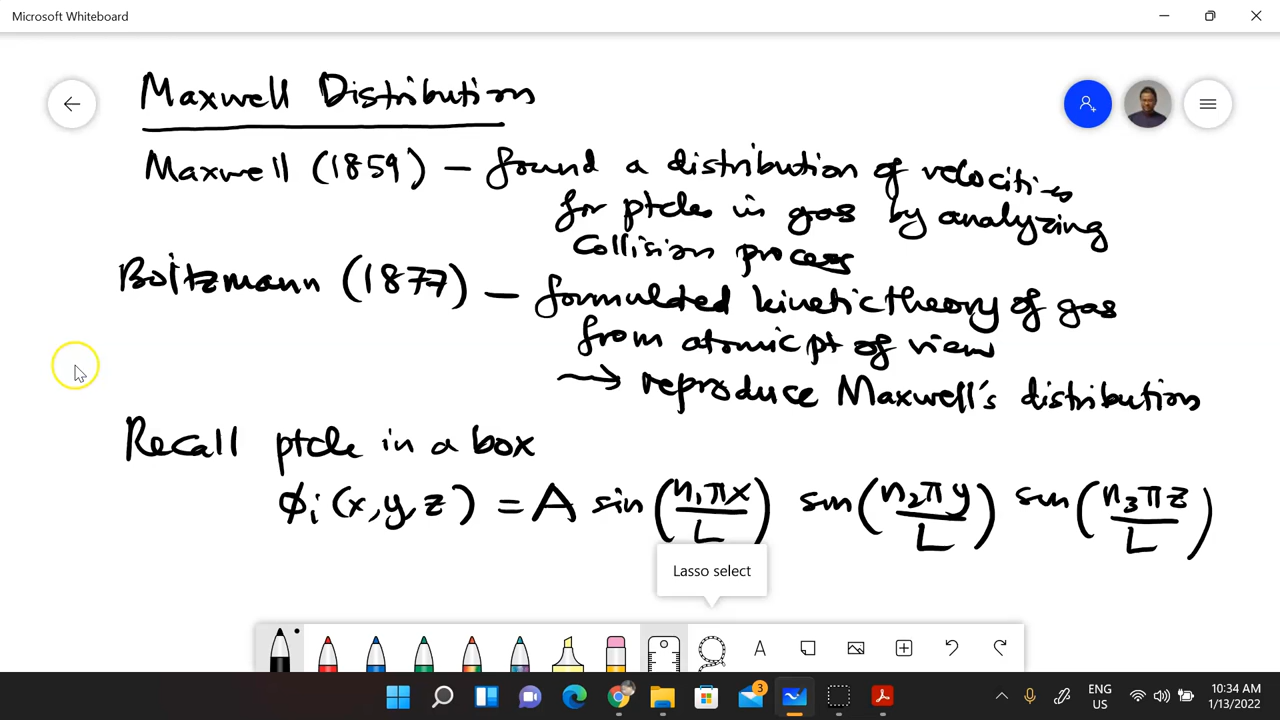 Microsoft Whiteboard
Maxwell Distribution
Maxwell (1859) – found a distribution of velocities
for ptcles in gas by analyzing
collision process
Boltzmann (1877) – formulated kinetic theory of gas
from atomic pt of view
→ reproduce Maxwell's distribution
Recall ptcle in a box
ϕi(x,y,z) = A sin(n₁πx/L) sin(n₂πy/L) sin(n₃πz/L)
Lasso select
A
3
ENG
US
10:34 AM
1/13/2022